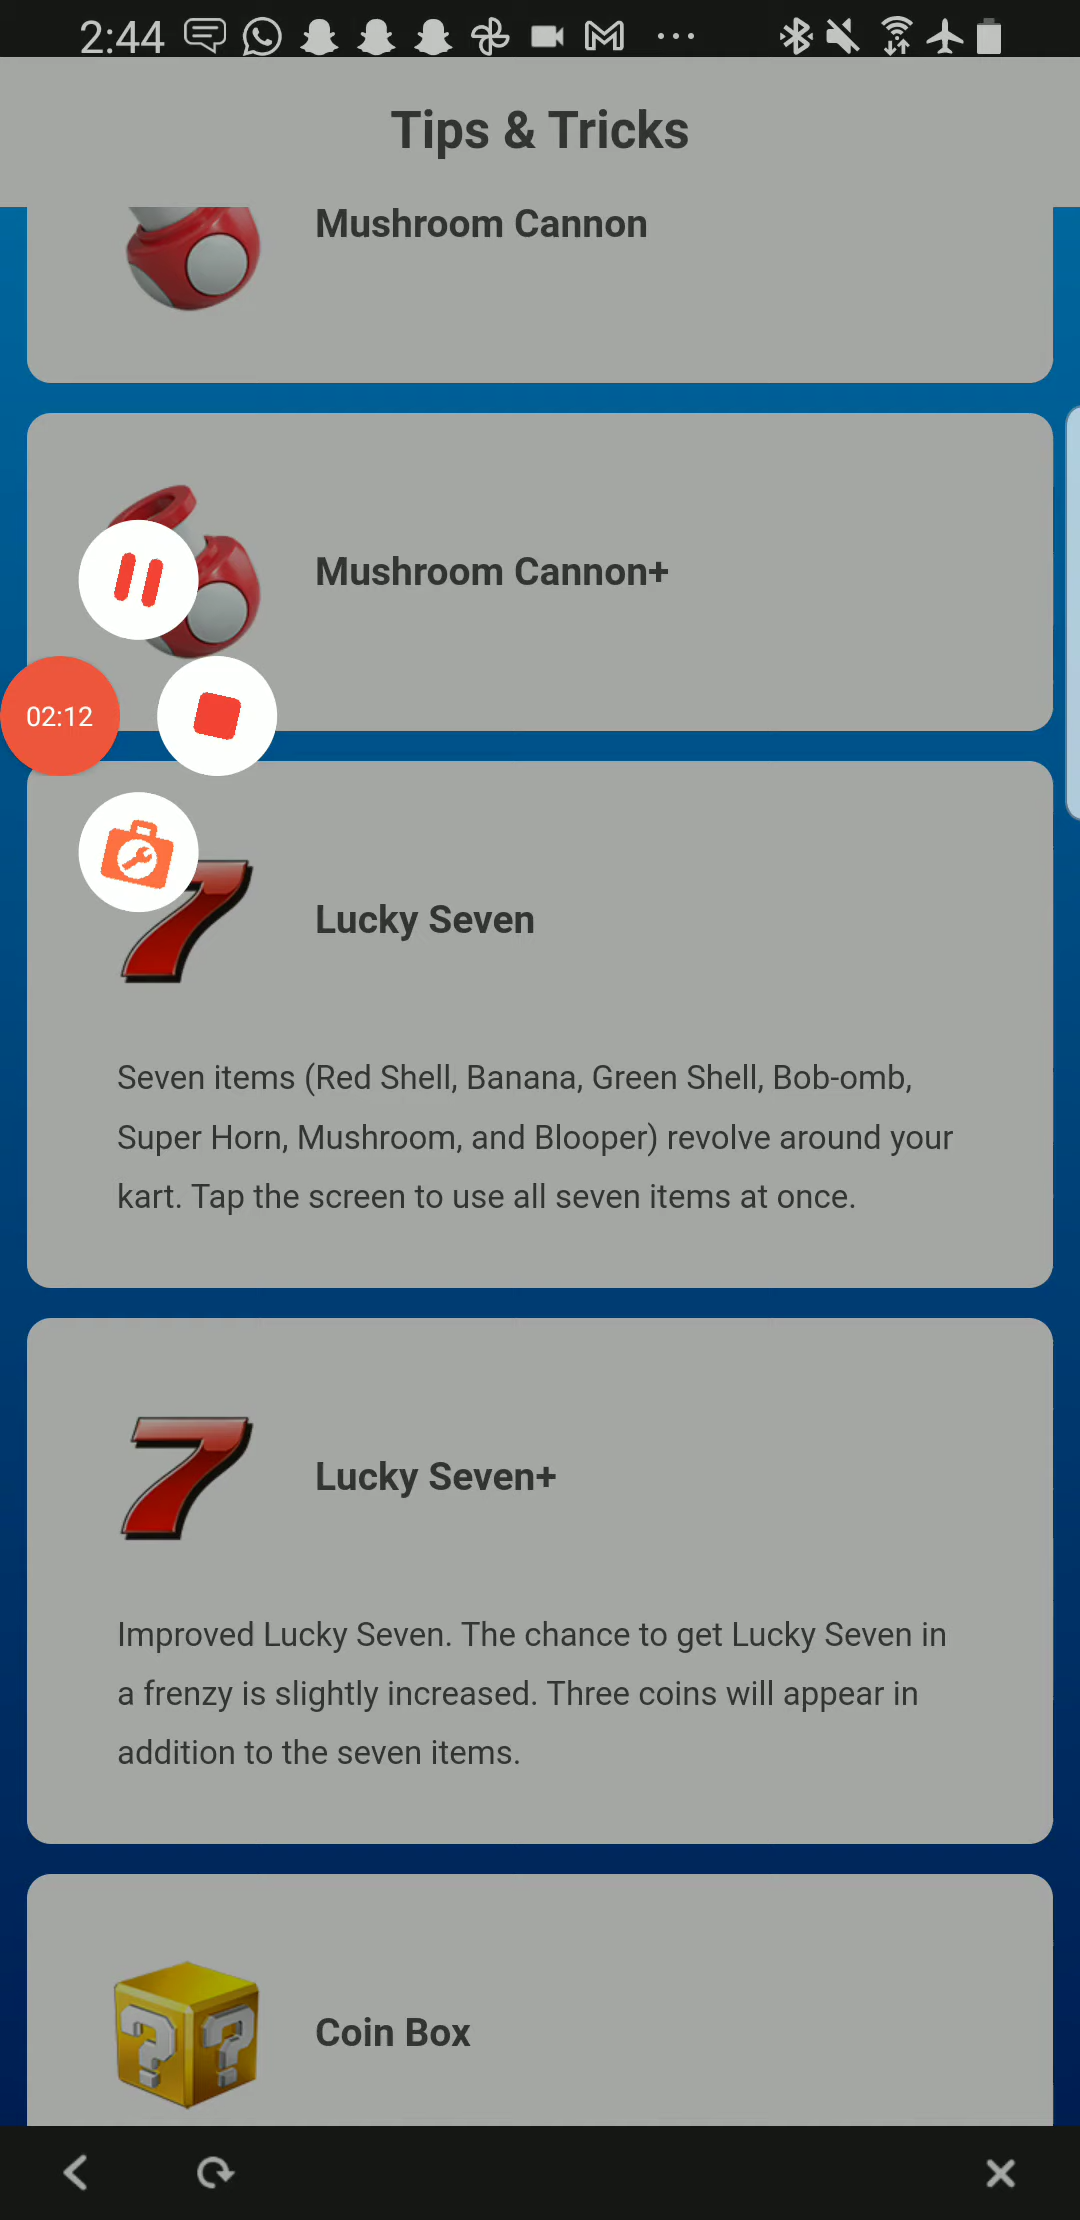 2:44
Tips & Tricks
Mushroom Cannon
Mushroom Cannon+
02:12
Lucky Seven
Seven items (Red Shell, Banana, Green Shell, Bob-omb,
Super Horn, Mushroom, and Blooper) revolve around your
kart. Tap the screen to use all seven items at once.
Lucky Seven+
Improved Lucky Seven. The chance to get Lucky Seven in
a frenzy is slightly increased. Three coins will appear in
addition to the seven items.
Coin Box